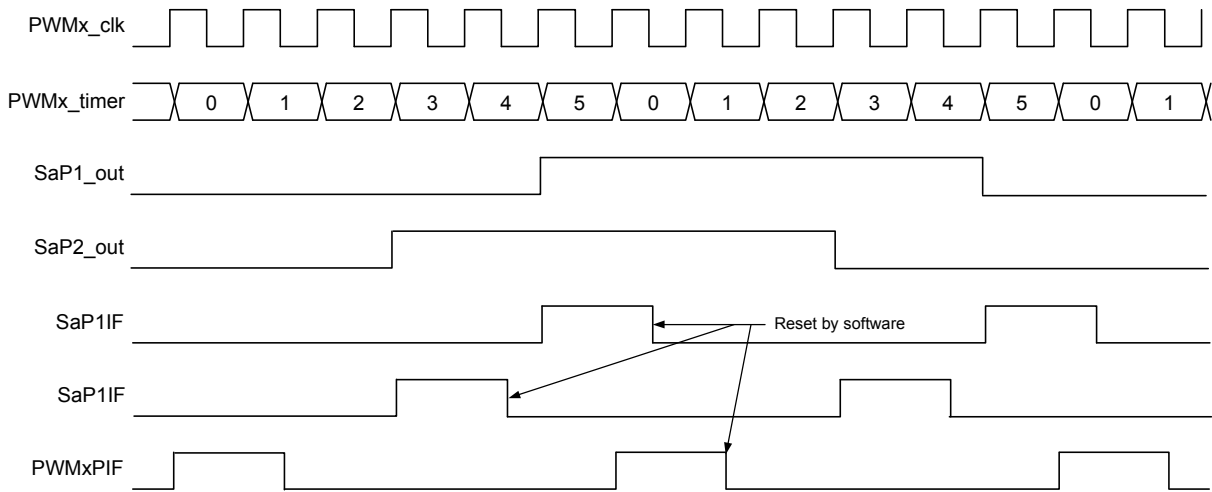 PWMx_clk
PWMx_timer 0 1 2 3 4 5 0 1 2 3 4 5 0 1
SaP1_out
SaP2_out
SaP1IF Reset by software
SaP1IF
PWMxPIF